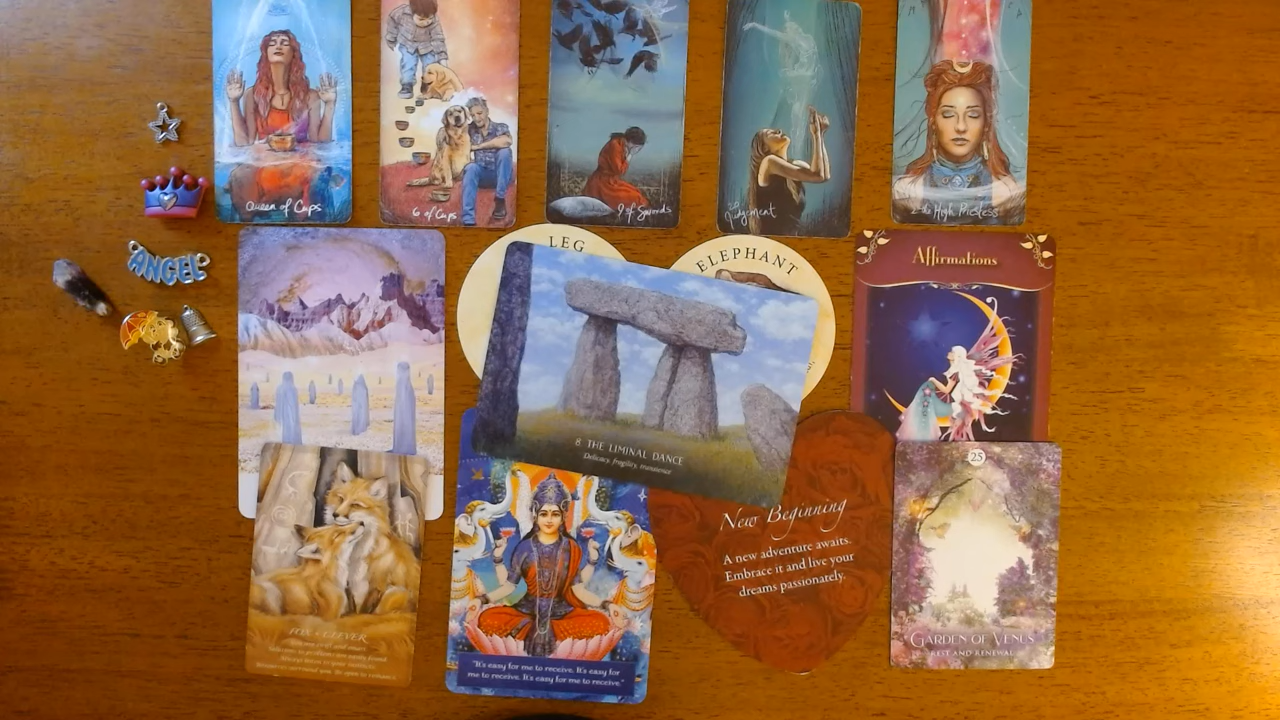 Queen of Cups
6 of Cups
9 of Swords
20
Judgement
2-the High Priestess
ANGEL
LEG
ELEPHANT
Affirmations
8 THE LIMINAL DANCE
Delicacy, fragility, transience
FOX • CLEVER
"It's easy for me to receive. It's easy for
me to receive. It's easy for me to receive."
New Beginning
A new adventure awaits.
Embrace it and live your
dreams passionately.
25
GARDEN OF VENUS
REST AND RENEWAL